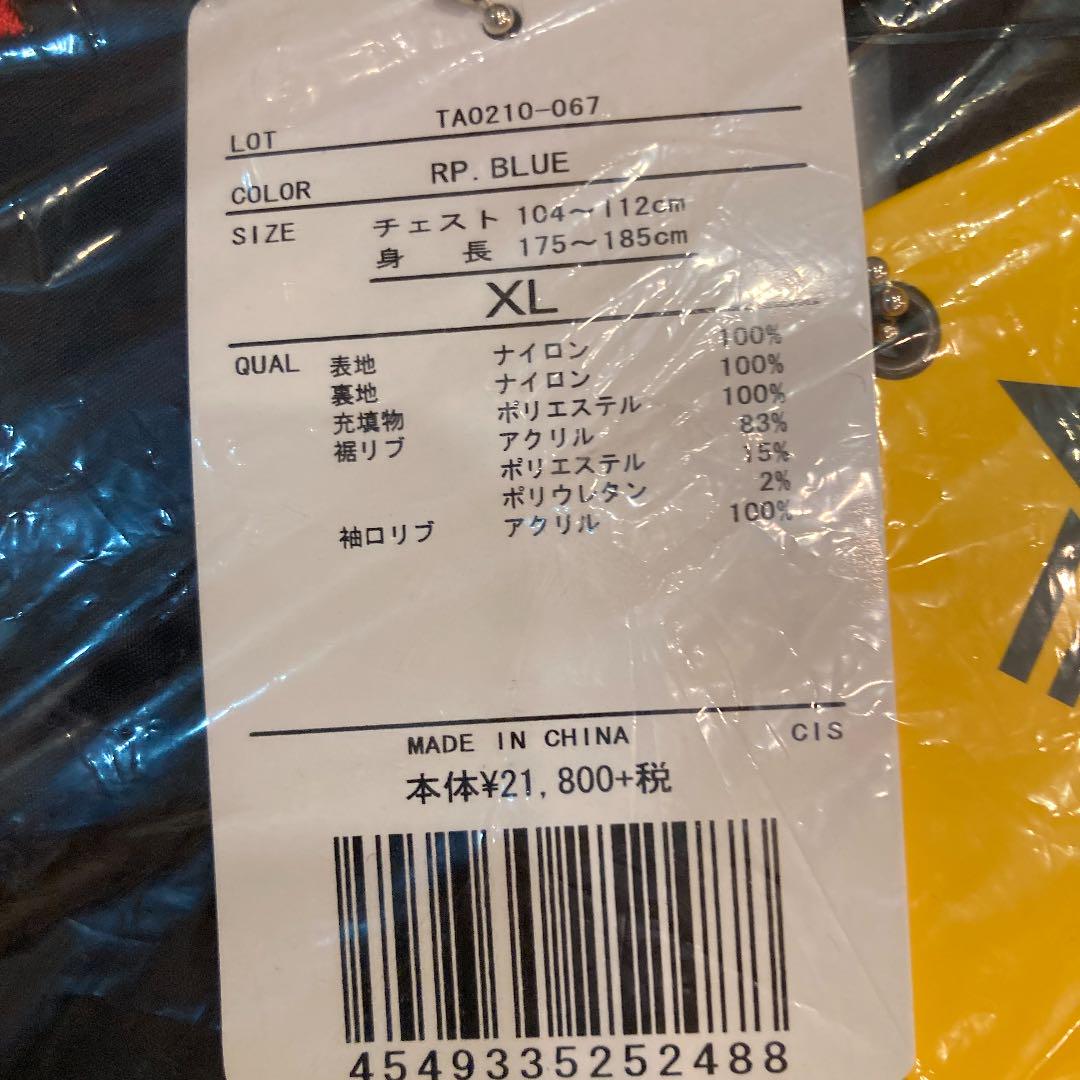 LOT TA0210-067
COLOR RP. BLUE
SIZE チェスト 104～112cm
身長 175～185cm
XL
QUAL 表地 ナイロン 100%
裏地 ナイロン 100%
充填物 ポリエステル 100%
裾リブ アクリル 83%
ポリエステル 15%
ポリウレタン 2%
袖口リブ アクリル 100%
MADE IN CHINA CIS
本体¥21,800+税
4549335252488